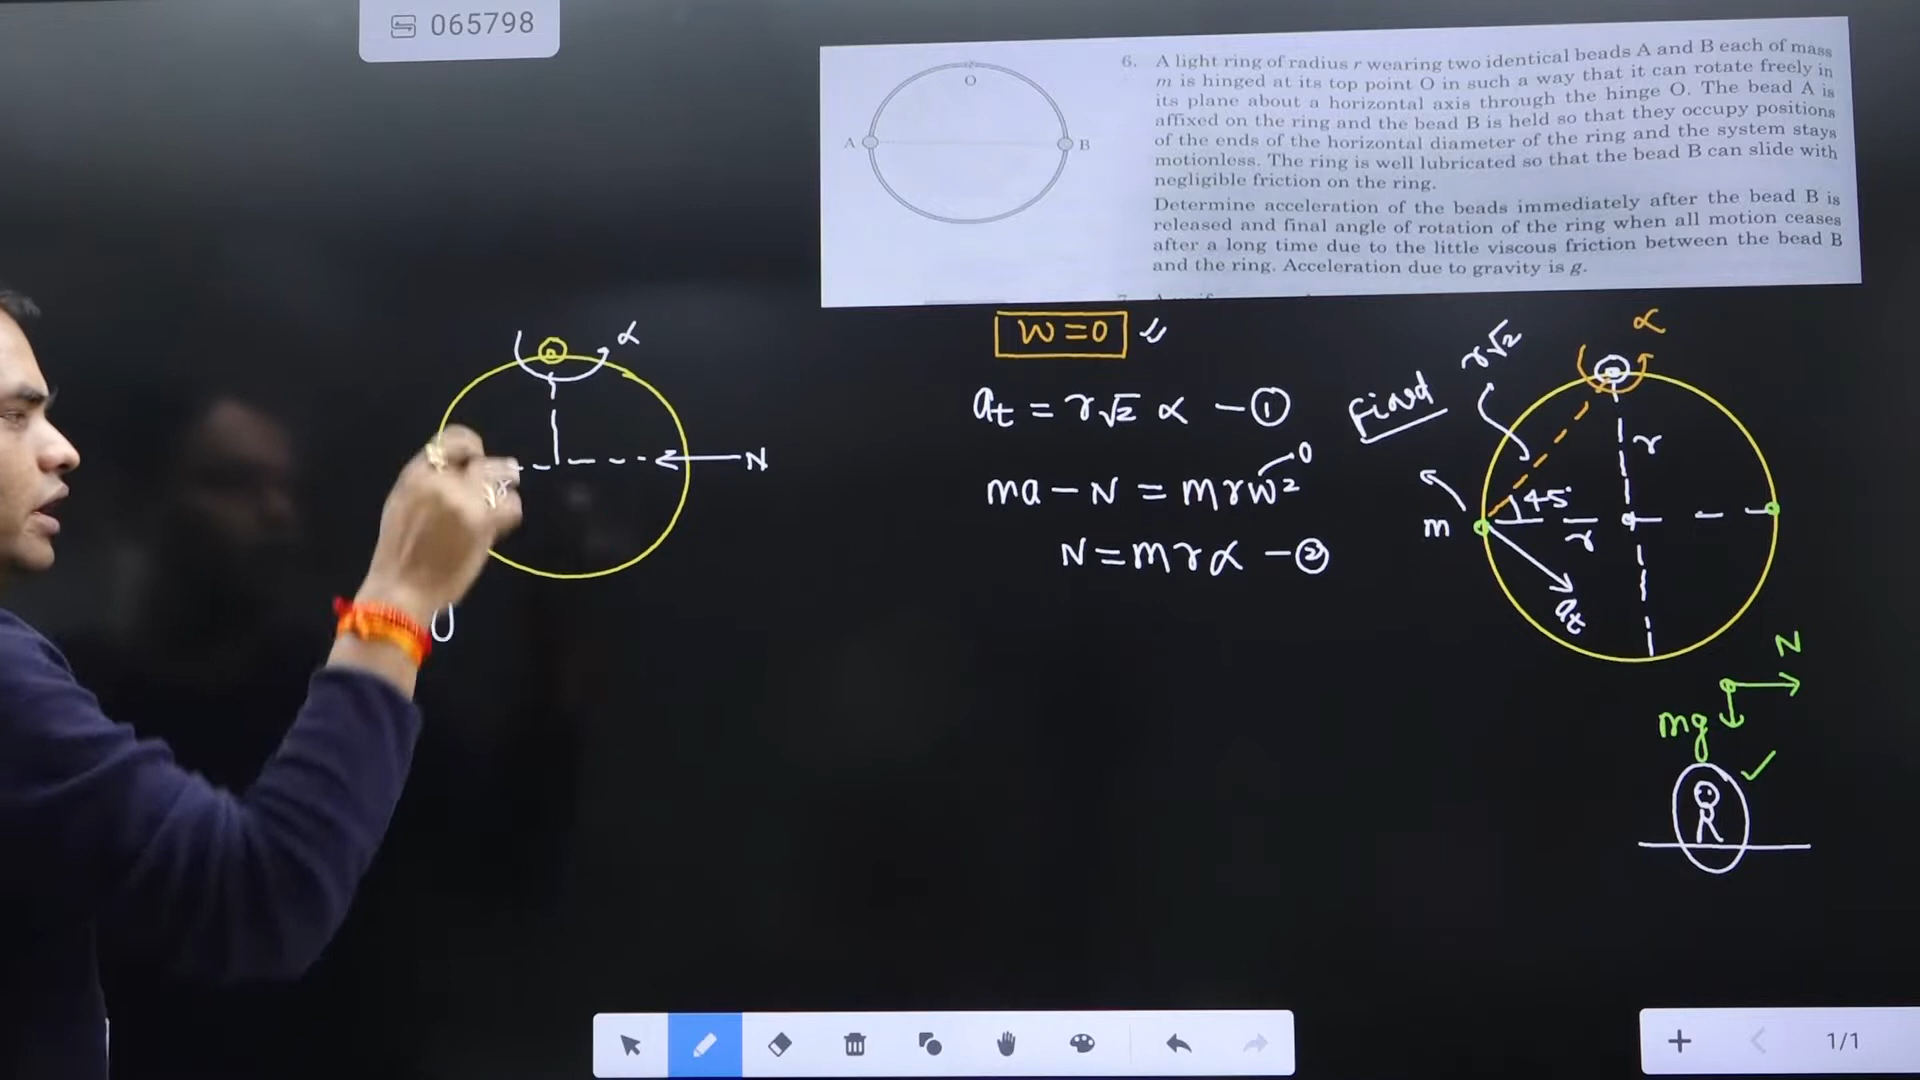 065798
O
A
B
6. A light ring of radius r wearing two identical beads A and B each of mass
m is hinged at its top point O in such a way that it can rotate freely in
its plane about a horizontal axis through the hinge O. The bead A is
affixed on the ring and the bead B is held so that they occupy positions
of the ends of the horizontal diameter of the ring and the system stays
motionless. The ring is well lubricated so that the bead B can slide with
negligible friction on the ring.
Determine acceleration of the beads immediately after the bead B is
released and final angle of rotation of the ring when all motion ceases
after a long time due to the little viscous friction between the bead B
and the ring. Acceleration due to gravity is g.
α
N
r
w=0
a_t = r√2 α - ①
ma - N = mrw² 0
N = mrα - ②
Find
r√2
α
r
45°
r
m
a_t
N
mg
1/1